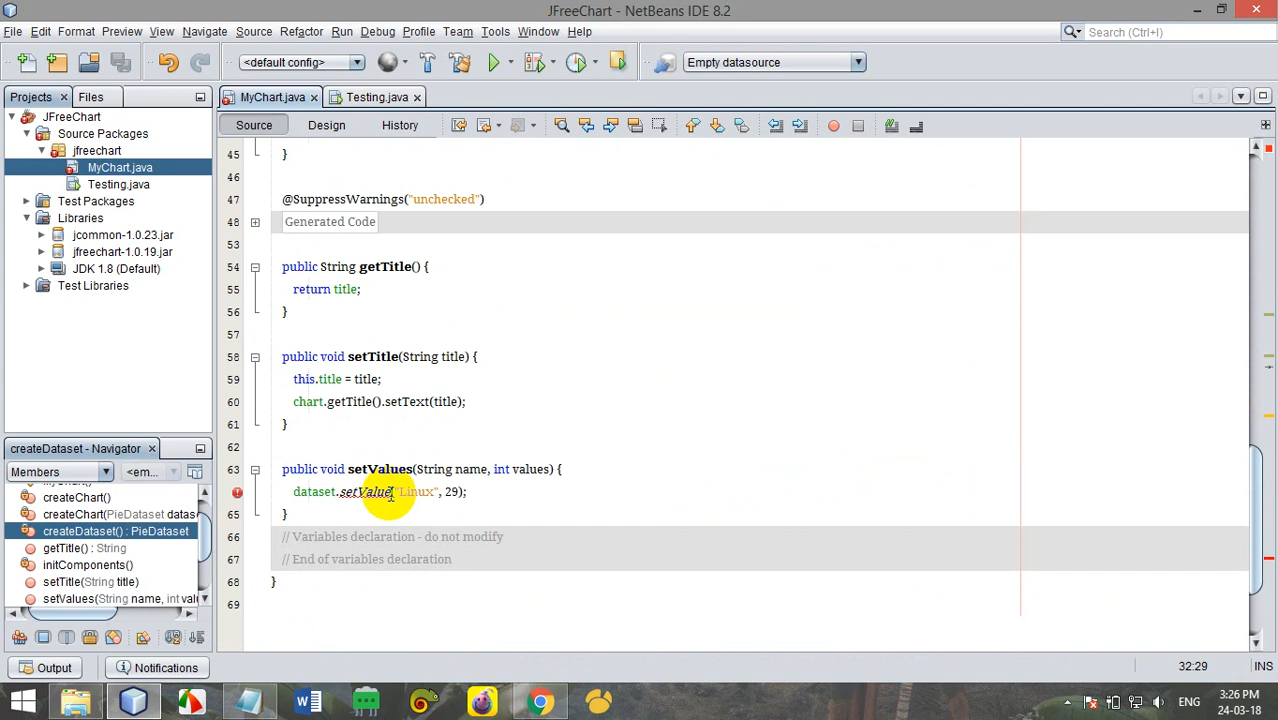 JFreeChart - NetBeans IDE 8.2
File Edit Format Preview View Navigate Source Refactor Run Debug Profile Team Tools Window Help
Search (Ctrl+I)
<default config>
Empty datasource
Projects
Files
MyChart.java
Testing.java
JFreeChart
Source Packages
jfreechart
MyChart.java
Testing.java
Test Packages
Libraries
jcommon-1.0.23.jar
jfreechart-1.0.19.jar
JDK 1.8 (Default)
Test Libraries
Source Design History
45 }
46
47 @SuppressWarnings("unchecked")
48 Generated Code
53
54 public String getTitle() {
55 return title;
56 }
57
58 public void setTitle(String title) {
59 this.title = title;
60 chart.getTitle().setText(title);
61 }
62
63 public void setValues(String name, int values) {
dataset.setValue("Linux", 29);
65 }
66 // Variables declaration - do not modify
67 // End of variables declaration
68 }
69
createDataset - Navigator
Members
<em...
createChart()
createChart(PieDataset datas
createDataset() : PieDataset
getTitle() : String
initComponents()
setTitle(String title)
setValues(String name, int val
Output
Notifications
32:29
INS
ENG
3:26 PM
24-03-18